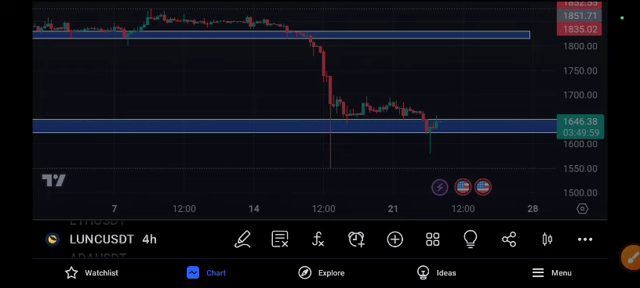 1852.55
1851.71
1835.02
1800.00
1750.00
1700.00
1646.38
03:49:59
1600.00
1550.00
1500.00
7 12:00 14 12:00 21 12:00 28
ETHUSDT
LUNCUSDT 4h
ADAUSDT
Watchlist Chart Explore Ideas Menu